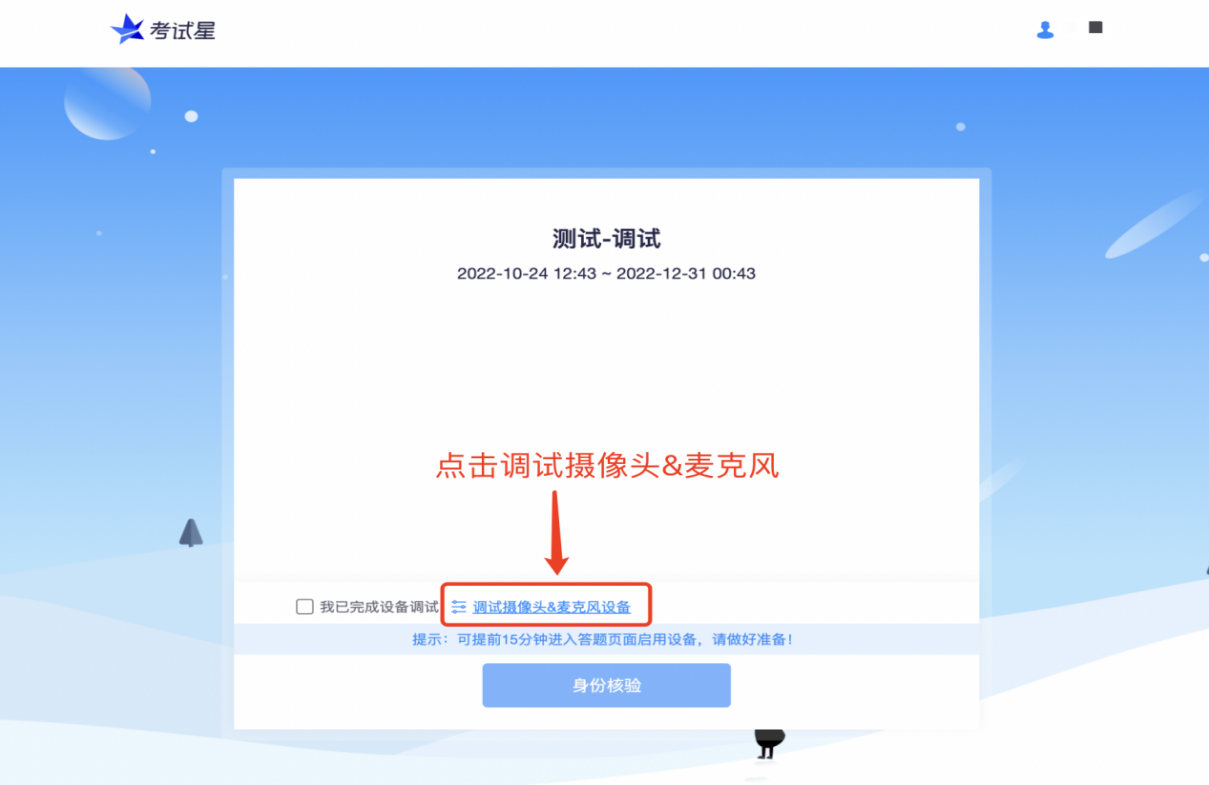 考试星
测试-调试
2022-10-24 12:43 ~ 2022-12-31 00:43
点击调试摄像头&麦克风
我已完成设备调试 调试摄像头&麦克风设备
提示：可提前15分钟进入答题页面启用设备，请做好准备！
身份核验